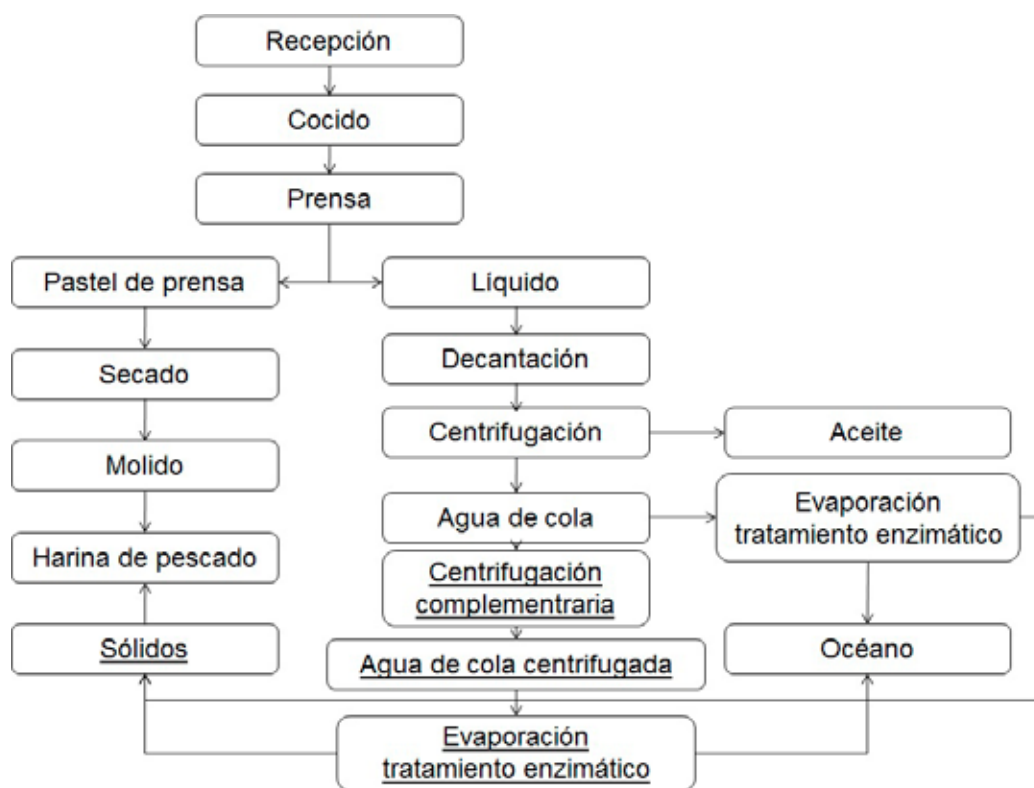 Recepción
Cocido
Prensa
Pastel de prensa
Líquido
Secado
Decantación
Molido
Centrifugación
Aceite
Harina de pescado
Agua de cola
Evaporación
tratamiento enzimático
Centrifugación
complementraria
Sólidos
Agua de cola centrifugada
Océano
Evaporación
tratamiento enzimático